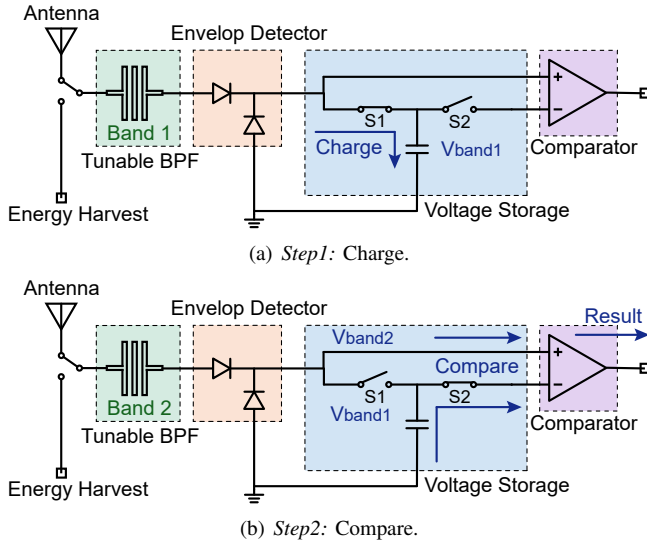 Antenna
Envelop Detector
Band 1
Tunable BPF
S1
S2
Charge
Vband1
+
−
Comparator
Energy Harvest
Voltage Storage
(a) Step1: Charge.
Antenna
Envelop Detector
Result
Vband2
Compare
Band 2
Tunable BPF
S1
S2
Vband1
+
−
Comparator
Energy Harvest
Voltage Storage
(b) Step2: Compare.